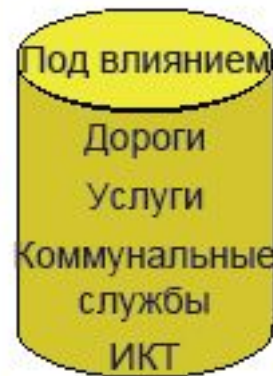 Под влиянием
Дороги
Услуги
Коммунальные
службы
ИКТ